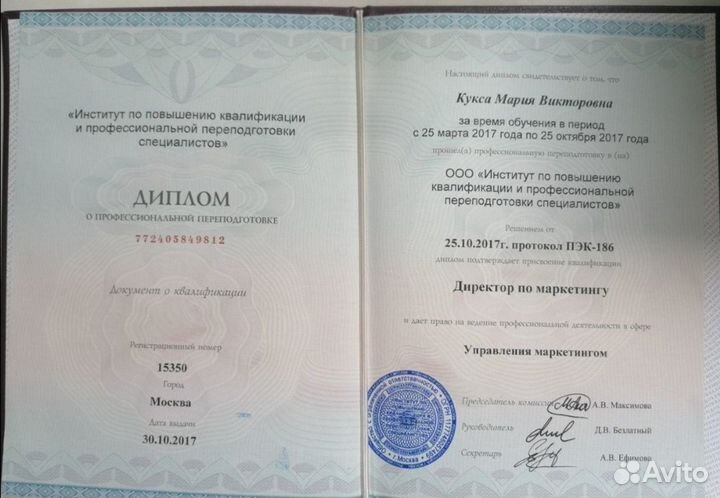 «Институт по повышению квалификации
и профессиональной переподготовки
специалистов»
ДИПЛОМ
О ПРОФЕССИОНАЛЬНОЙ ПЕРЕПОДГОТОВКЕ
772405849812
Документ о квалификации
Регистрационный номер
15350
Город
Москва
Дата выдачи
30.10.2017
Настоящий диплом свидетельствует о том, что
Кукса Мария Викторовна
за время обучения в период
с 25 марта 2017 года по 25 октября 2017 года
прошел(а) профессиональную переподготовку в (на)
ООО «Институт по повышению
квалификации и профессиональной
переподготовки специалистов»
Решением от
25.10.2017г. протокол ПЭК-186
диплом подтверждает присвоение квалификации
Директор по маркетингу
и дает право на ведение профессиональной деятельности в сфере
Управления маркетингом
Председатель комиссии А.В. Максимова
Руководитель Д.В. Безлатный
Секретарь А.В. Ефимова
г.Москва
Avito